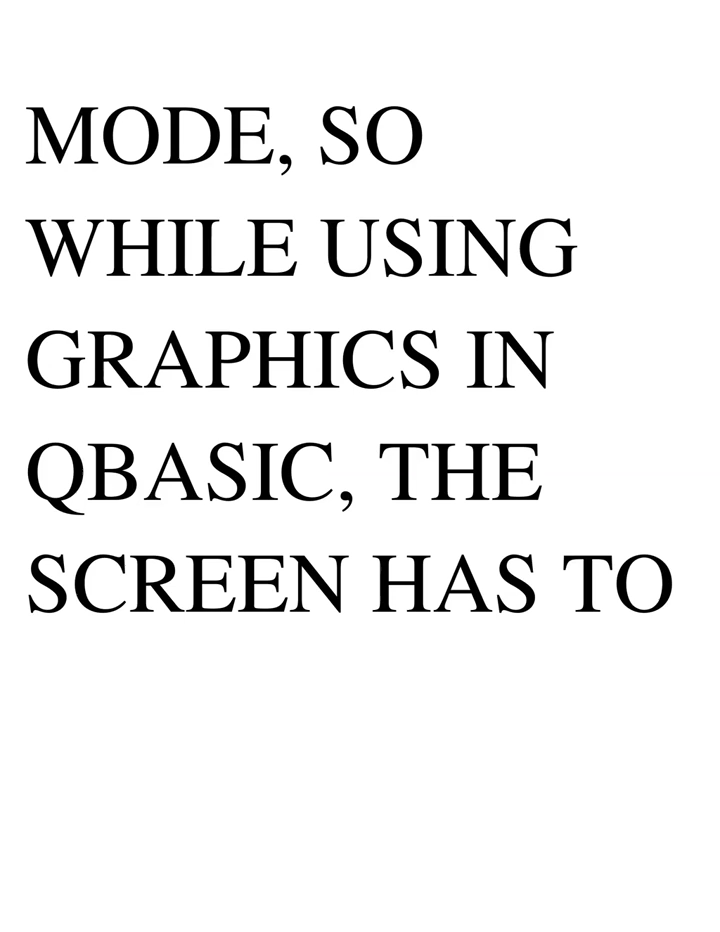 MODE, SO
WHILE USING
GRAPHICS IN
QBASIC, THE
SCREEN HAS TO